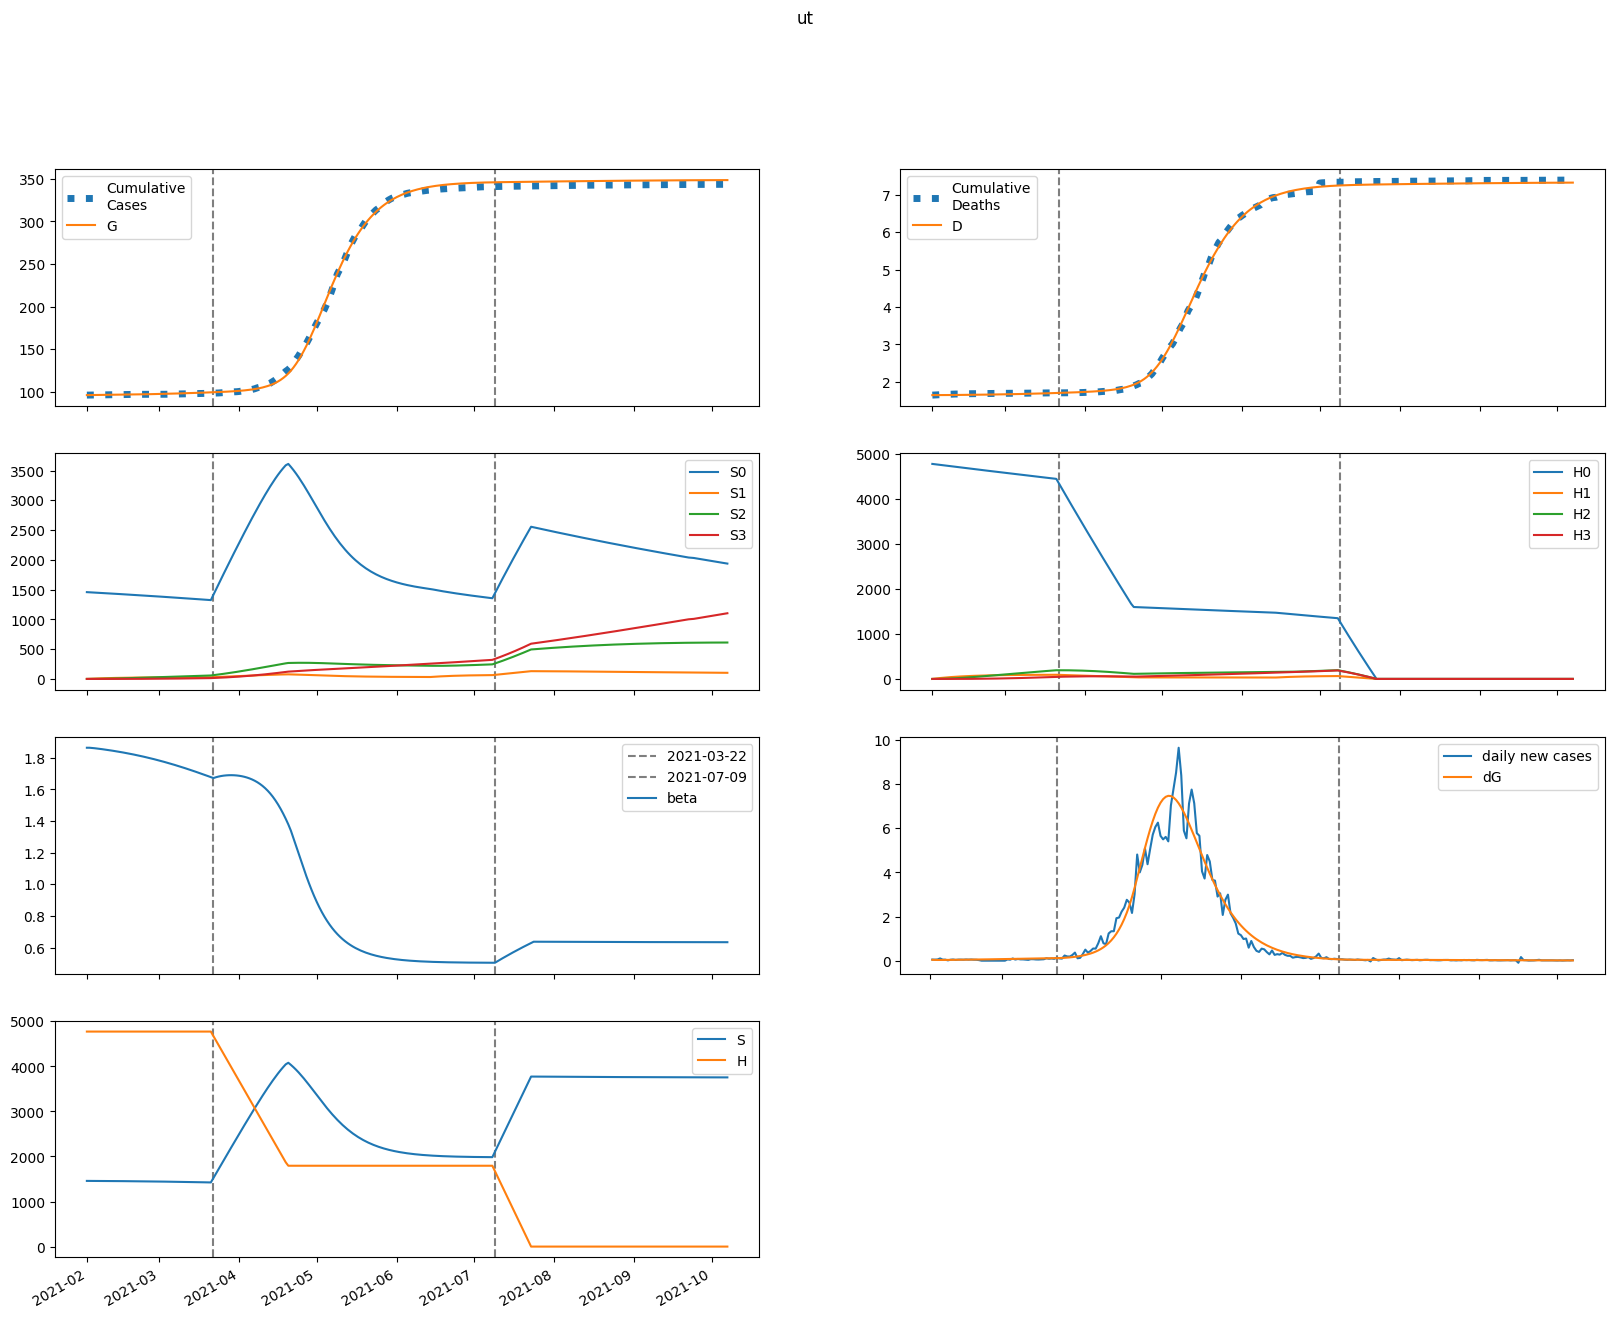 ut
350
300
250
200
150
100
Cumulative
Cases
G
7
6
5
4
3
2
Cumulative
Deaths
D
3500
3000
2500
2000
1500
1000
500
0
S0
S1
S2
S3
5000
4000
3000
2000
1000
0
H0
H1
H2
H3
1.8
1.6
1.4
1.2
1.0
0.8
0.6
2021-03-22
2021-07-09
beta
10
8
6
4
2
0
daily new cases
dG
5000
4000
3000
2000
1000
0
S
H
2021-02
2021-03
2021-04
2021-05
2021-06
2021-07
2021-08
2021-09
2021-10